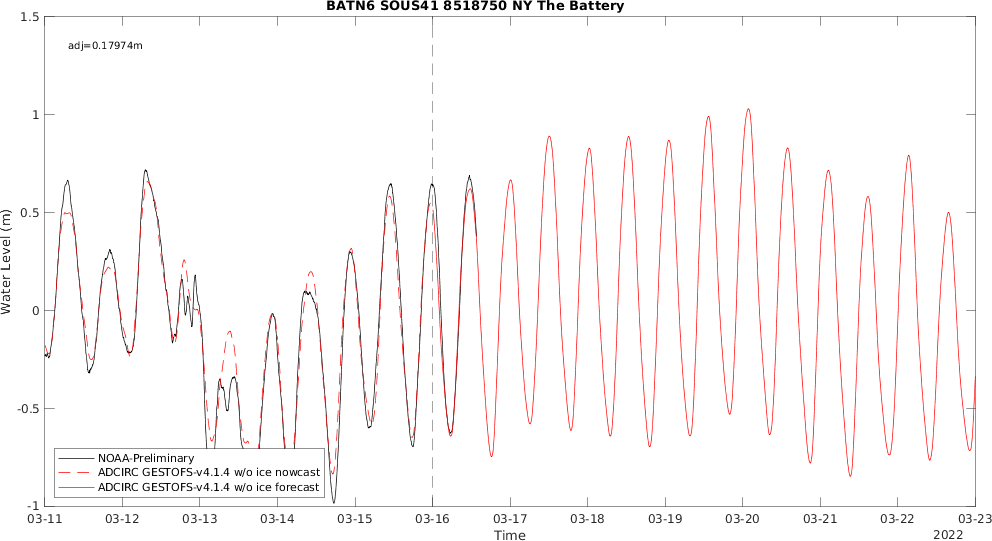 BATN6 SOUS41 8518750 NY The Battery
adj=0.17974m
Water Level (m)
1.5
1
0.5
0
-0.5
-1
NOAA-Preliminary
ADCIRC GESTOFS-v4.1.4 w/o ice nowcast
ADCIRC GESTOFS-v4.1.4 w/o ice forecast
03-11 03-12 03-13 03-14 03-15 03-16 03-17 03-18 03-19 03-20 03-21 03-22 03-23
Time
2022